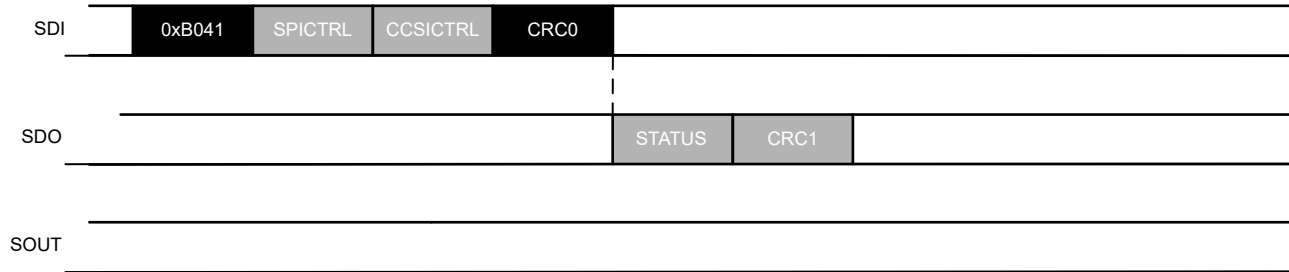 SDI 0xB041 SPICTRL CCSICTRL CRC0
SDO STATUS CRC1
SOUT